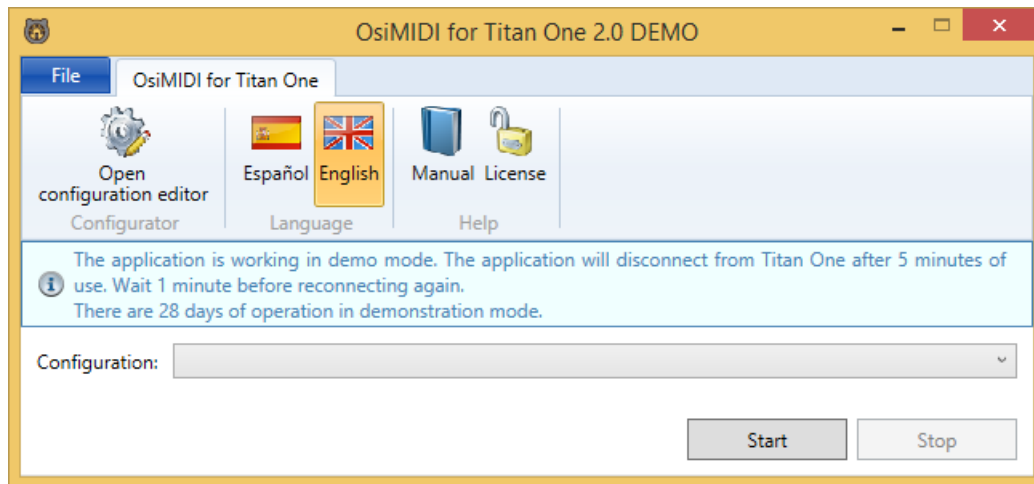 OsiMIDI for Titan One 2.0 DEMO
File
OsiMIDI for Titan One
Open
configuration editor
Español
English
Manual
License
Configurator
Language
Help
The application is working in demo mode. The application will disconnect from Titan One after 5 minutes of
use. Wait 1 minute before reconnecting again.
There are 28 days of operation in demonstration mode.
Configuration:
Start
Stop